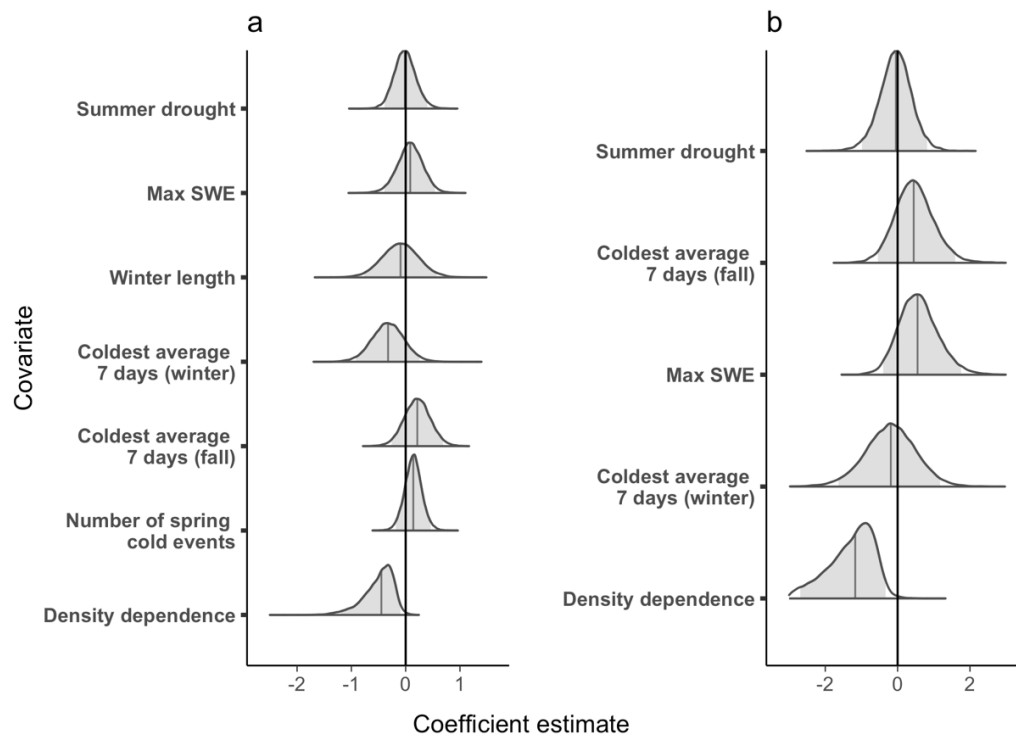 a
Covariate
Summer drought
Max SWE
Winter length
Coldest average
7 days (winter)
Coldest average
7 days (fall)
Number of spring
cold events
Density dependence
-2 -1 0 1
b
Summer drought
Coldest average
7 days (fall)
Max SWE
Coldest average
7 days (winter)
Density dependence
-2 0 2
Coefficient estimate